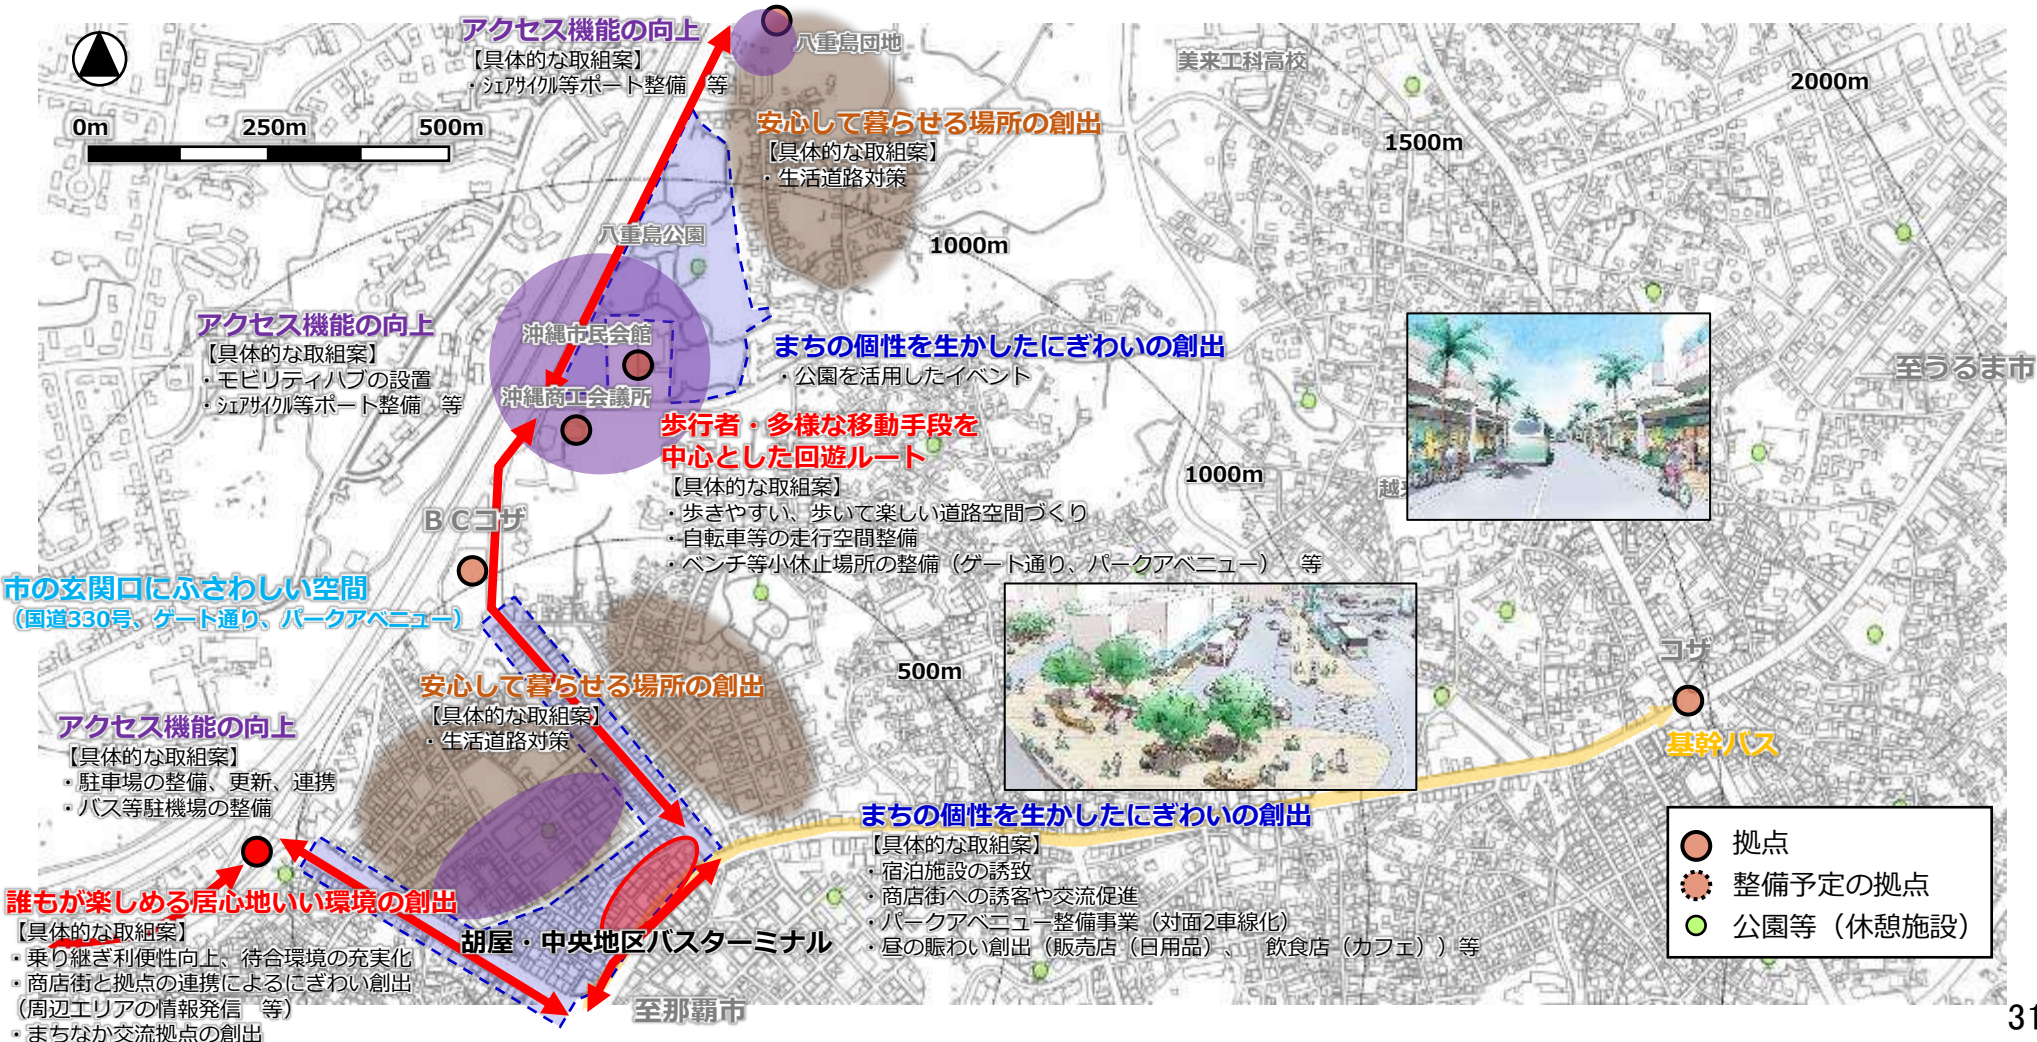 アクセス機能の向上
【具体的な取組案】
・ｼｪｱｻｲｸﾙ等ポート整備　等
八重島団地
美来工科高校
2000m
1500m
0m
250m
500m
安心して暮らせる場所の創出
【具体的な取組案】
・生活道路対策
八重島公園
1000m
アクセス機能の向上
【具体的な取組案】
・モビリティハブの設置
・ｼｪｱｻｲｸﾙ等ポート整備　等
沖縄市民会館
沖縄商工会議所
まちの個性を生かしたにぎわいの創出
・公園を活用したイベント
至うるま市
歩行者・多様な移動手段を
中心とした回遊ルート
【具体的な取組案】
・歩きやすい、歩いて楽しい道路空間づくり
・自転車等の走行空間整備
・ベンチ等小休止場所の整備（ゲート通り、パークアベニュー）　等
1000m
越
ＢＣコザ
市の玄関口にふさわしい空間
（国道330号、ゲート通り、パークアベニュー）
500m
コザ
基幹バス
安心して暮らせる場所の創出
【具体的な取組案】
・生活道路対策
アクセス機能の向上
【具体的な取組案】
・駐車場の整備、更新、連携
・バス等駐機場の整備
まちの個性を生かしたにぎわいの創出
【具体的な取組案】
・宿泊施設の誘致
・商店街への誘客や交流促進
・パークアベニュー整備事業（対面2車線化）
・昼の賑わい創出（販売店（日用品）、　飲食店（カフェ））等
誰もが楽しめる居心地いい環境の創出
【具体的な取組案】
・乗り継ぎ利便性向上、待合環境の充実化
・商店街と拠点の連携によるにぎわい創出
（周辺エリアの情報発信　等）
・まちなか交流拠点の創出
胡屋・中央地区バスターミナル
至那覇市
拠点
整備予定の拠点
公園等（休憩施設）
31